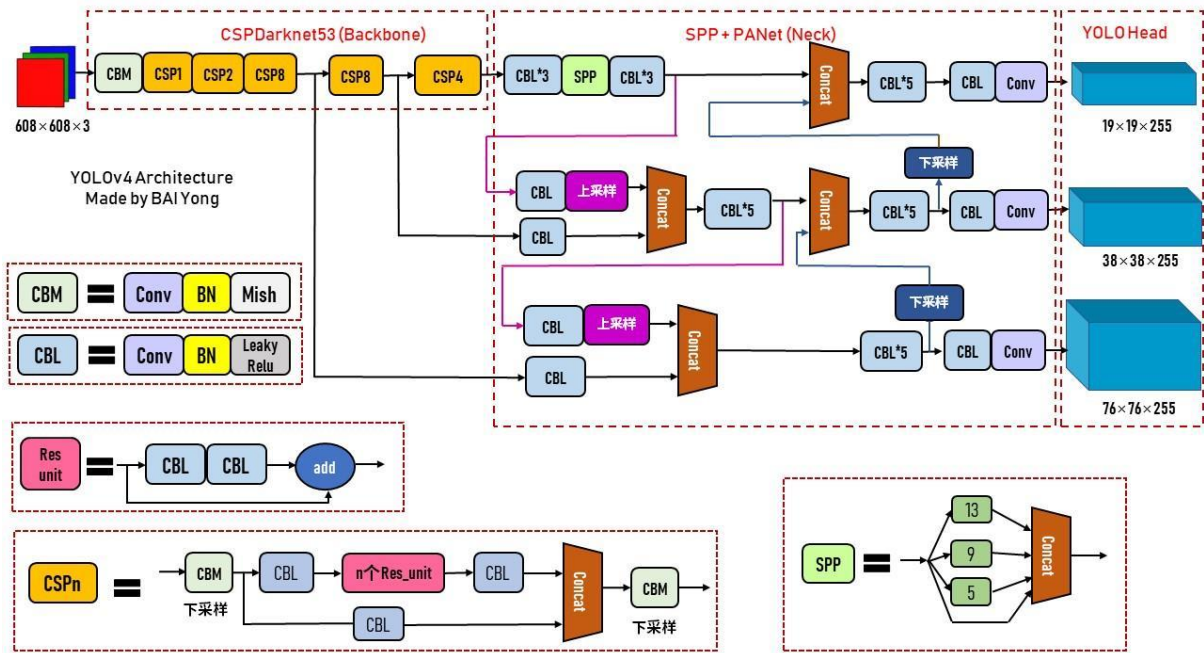 CSPDarknet53 (Backbone)
SPP + PANet (Neck)
YOLO Head
CBM
CSP1
CSP2
CSP8
CSP8
CSP4
CBL*3
SPP
CBL*3
Concat
CBL*5
CBL
Conv
608×608×3
19×19×255
YOLOv4 Architecture
Made by BAI Yong
下采样
CBL
上采样
Concat
CBL*5
Concat
CBL*5
CBL
Conv
CBL
38×38×255
下采样
CBM
=
Conv
BN
Mish
CBL
上采样
Concat
CBL*5
CBL
Conv
CBL
76×76×255
CBL
=
Conv
BN
Leaky
Relu
Res
unit
=
CBL
CBL
add
CSPn
=
CBM
下采样
CBL
n个Res_unit
CBL
CBL
Concat
CBM
下采样
SPP
=
13
9
5
Concat